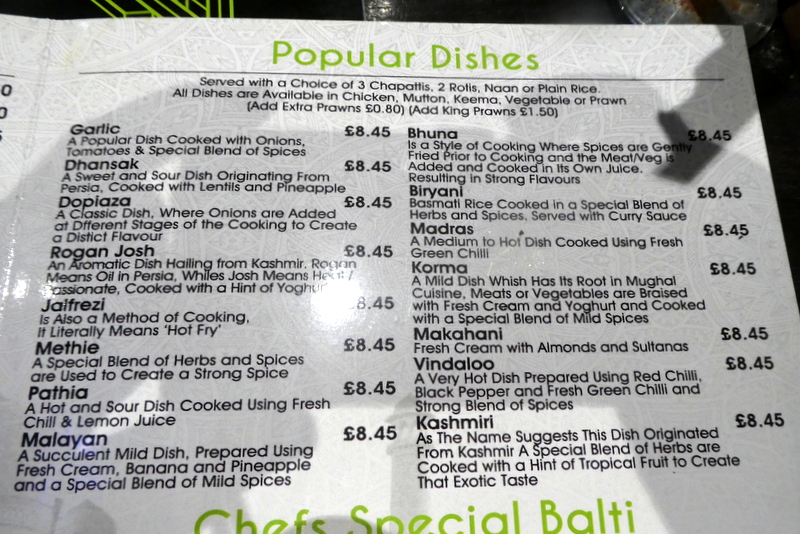 Popular Dishes
Served with a Choice of 3 Chapattis, 2 Rotis, Naan or Plain Rice.
All Dishes are Available in Chicken, Mutton, Keema, Vegetable or Prawn
(Add Extra Prawns £0.80) (Add King Prawns £1.50)
Garlic £8.45
A Popular Dish Cooked with Onions,
Tomatoes & Special Blend of Spices
Dhansak £8.45
A Sweet and Sour Dish Originating From
Persia, Cooked with Lentils and Pineapple
Dopiaza £8.45
A Classic Dish, Where Onions are Added
at Dfferent Stages of the Cooking to Create
a Distict Flavour
Rogan Josh £8.45
An Aromatic Dish Hailing from Kashmir. Rogan
Means Oil in Persia, Whiles Josh Means Heat/
Passionate, Cooked with a Hint of Yoghurt
Jalfrezi £8.45
Is Also a Method of Cooking,
It Literally Means 'Hot Fry'
Methie £8.45
A Special Blend of Herbs and Spices
are Used to Create a Strong Spice
Pathia £8.45
A Hot and Sour Dish Cooked Using Fresh
Chill & Lemon Juice
Malayan £8.45
A Succulent Mild Dish, Prepared Using
Fresh Cream, Banana and Pineapple
and a Special Blend of Mild Spices
Bhuna £8.45
Is a Style of Cooking Where Spices are Gently
Fried Prior to Cooking and the Meat/Veg is
Added and Cooked in its Own Juice.
Resulting in Strong Flavours
Biryani £8.45
Basmati Rice Cooked in a Special Blend of
Herbs and Spices. Served with Curry Sauce
Madras £8.45
A Medium to Hot Dish Cooked Using Fresh
Green Chilli
Korma £8.45
A Mild Dish Whish Has Its Root in Mughal
Cuisine, Meats or Vegetables are Braised
with Fresh Cream and Yoghurt and Cooked
with a Special Blend of Mild Spices
Makahani £8.45
Fresh Cream with Almonds and Sultanas
Vindaloo £8.45
A Very Hot Dish Prepared Using Red Chilli,
Black Pepper and Fresh Green Chilli and
Strong Blend of Spices
Kashmiri £8.45
As The Name Suggests This Dish Originated
From Kashmir A Special Blend of Herbs are
Cooked with a Hint of Tropical Fruit to Create
That Exotic Taste
Chefs Special Balti